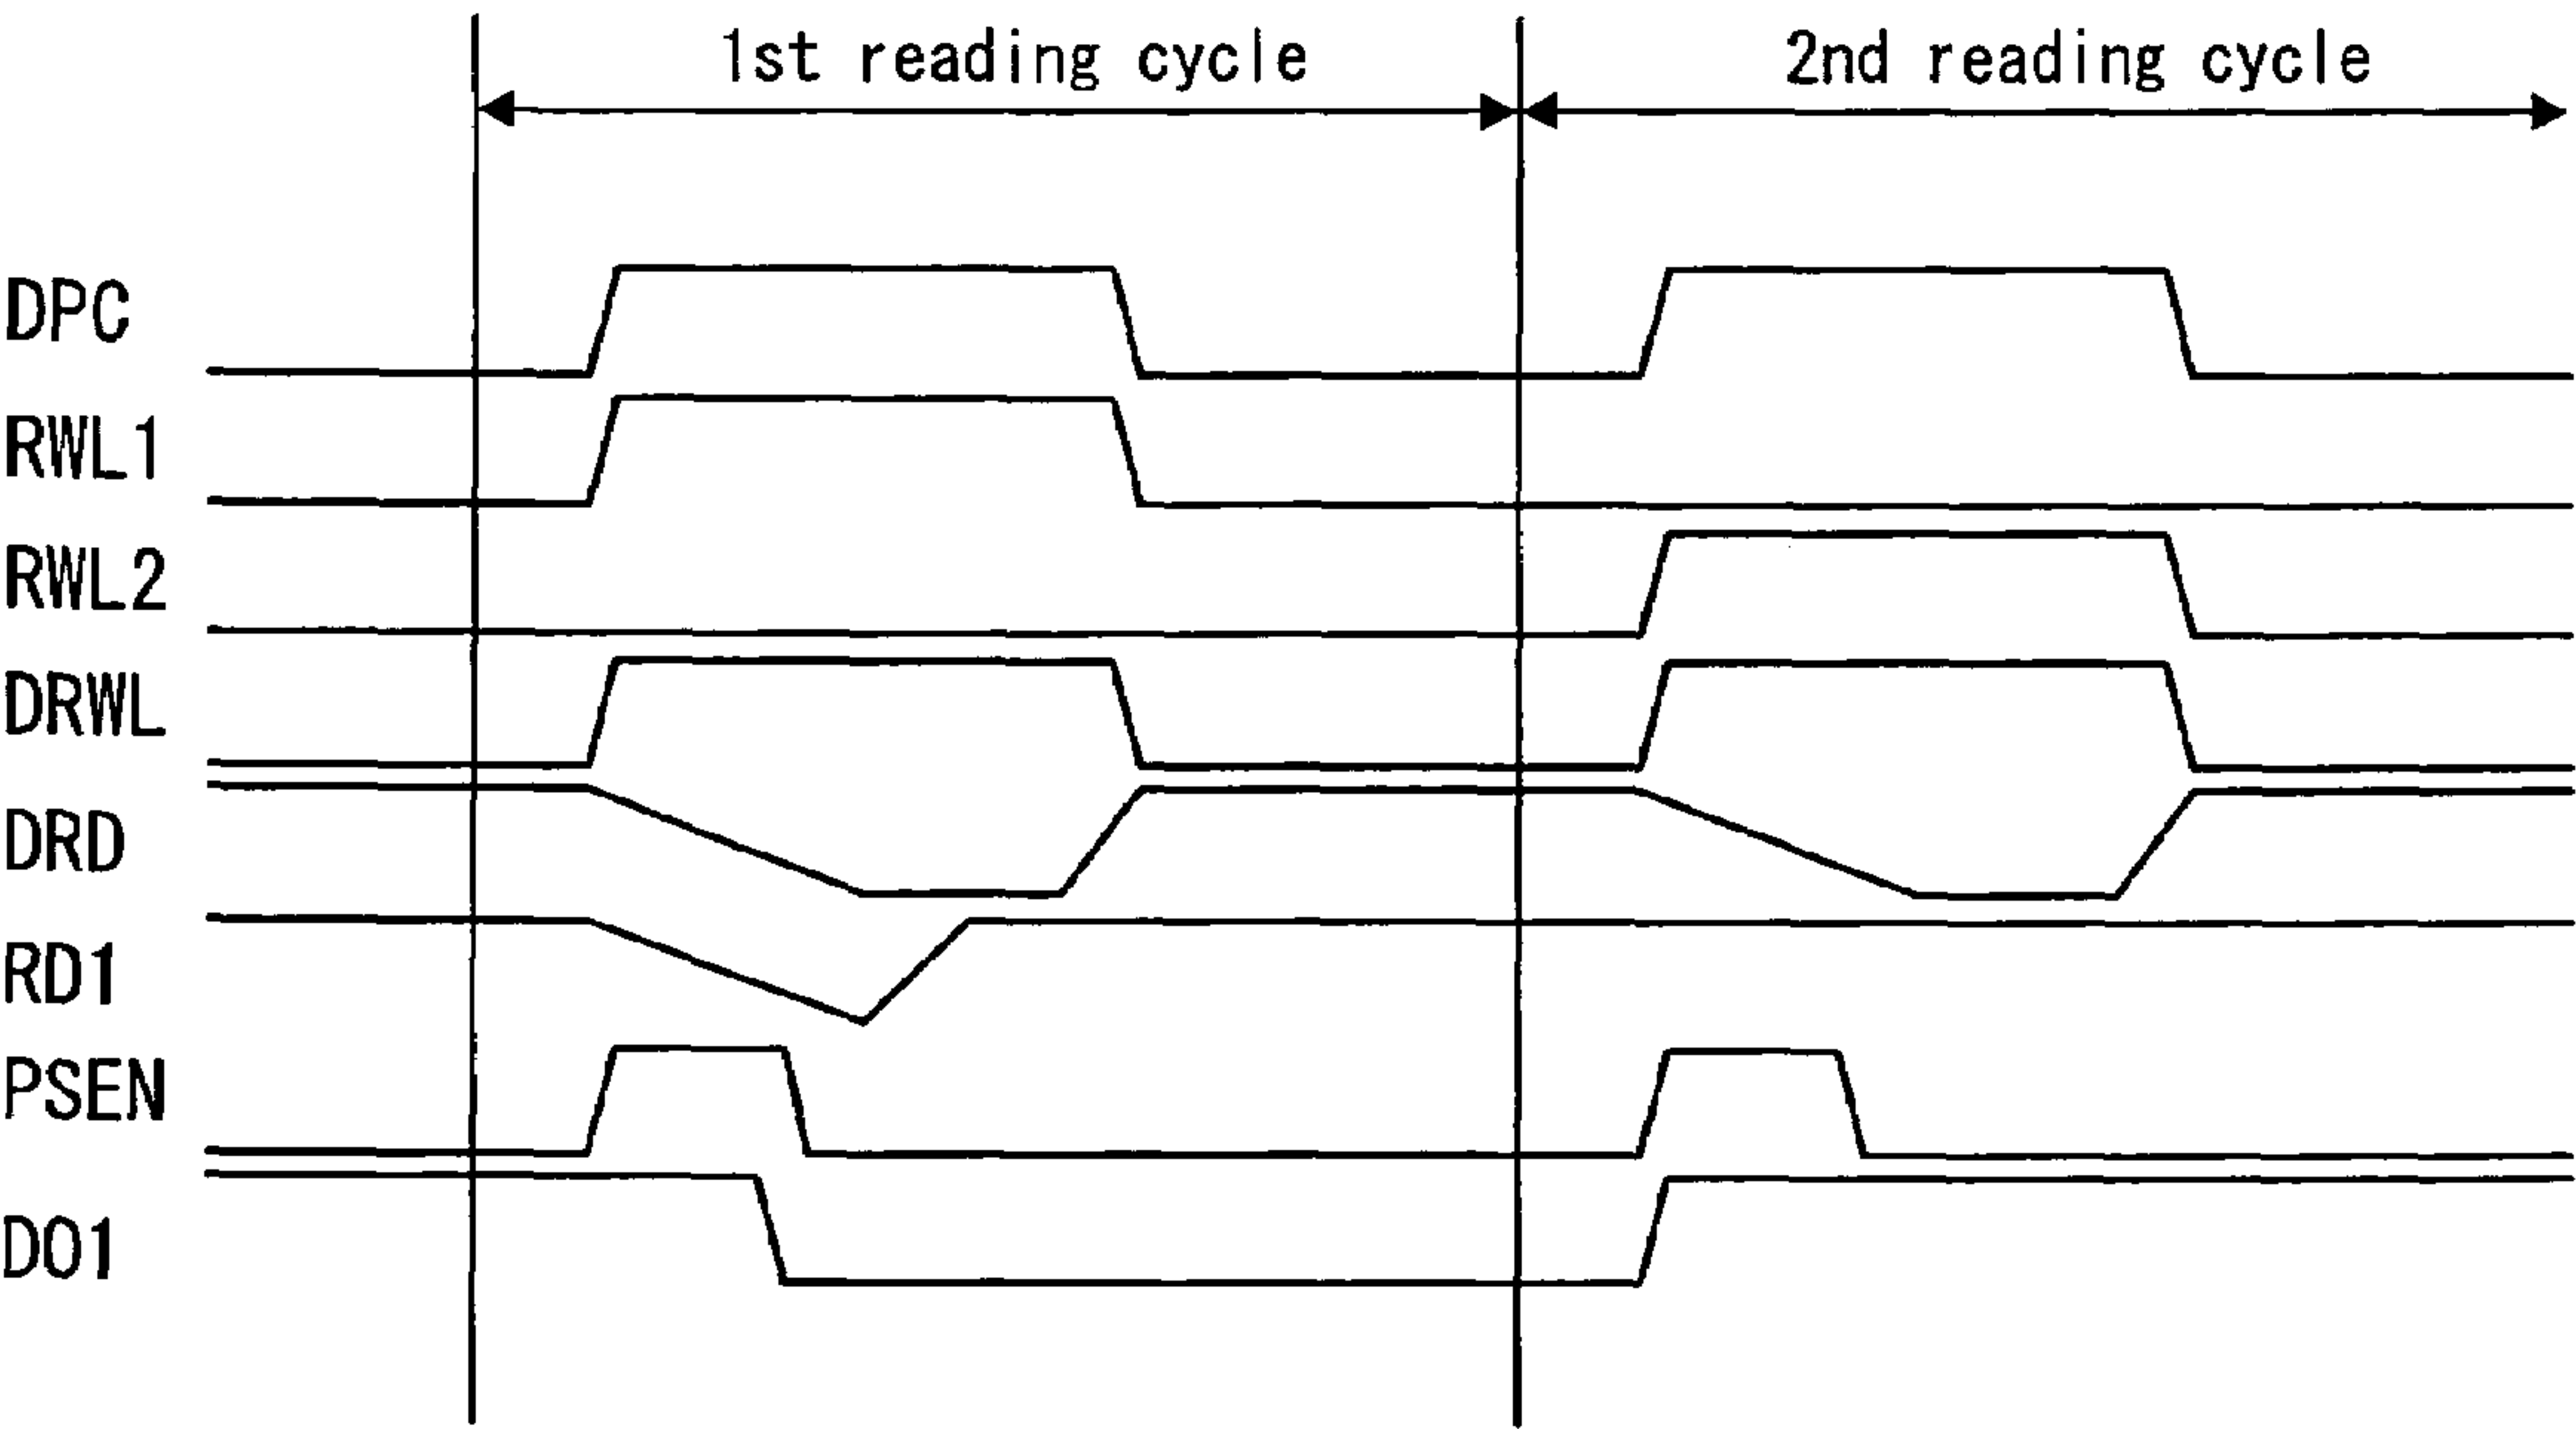 1st reading cycle
2nd reading cycle
DPC
RWL1
RWL2
DRWL
DRD
RD1
PSEN
DO1